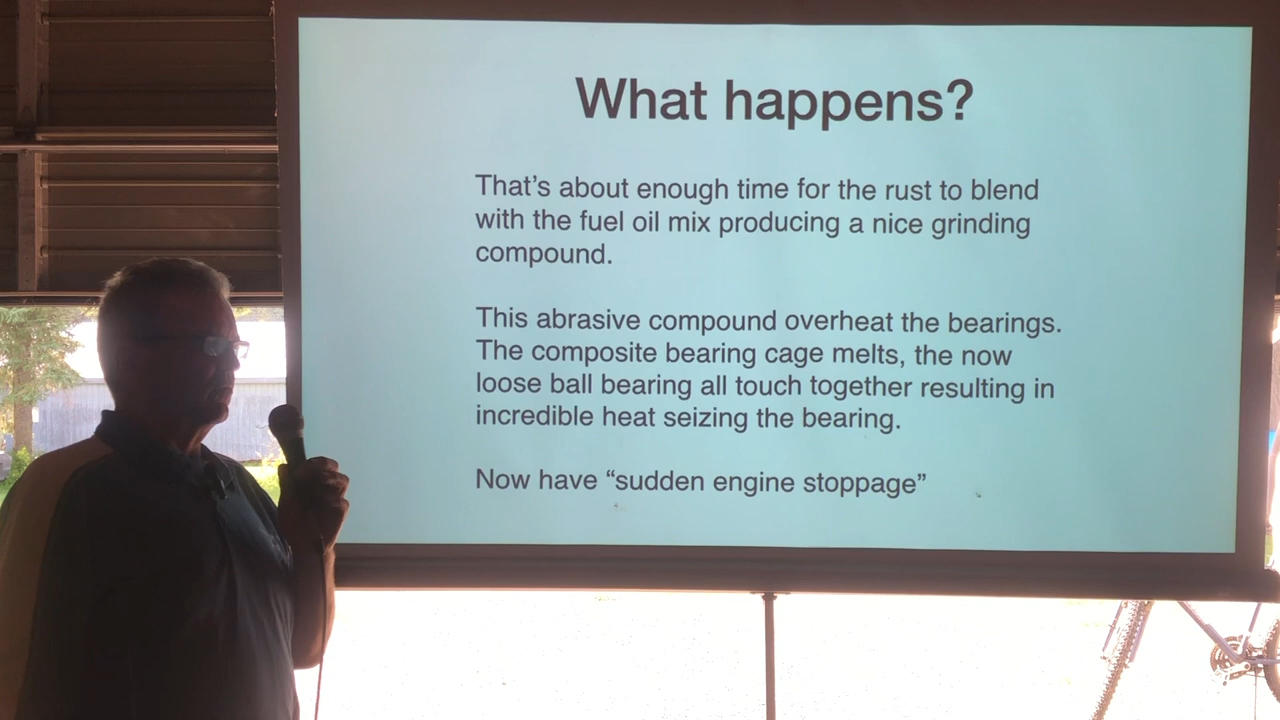 What happens?
That’s about enough time for the rust to blend
with the fuel oil mix producing a nice grinding
compound.
This abrasive compound overheat the bearings.
The composite bearing cage melts, the now
loose ball bearing all touch together resulting in
incredible heat seizing the bearing.
Now have “sudden engine stoppage”